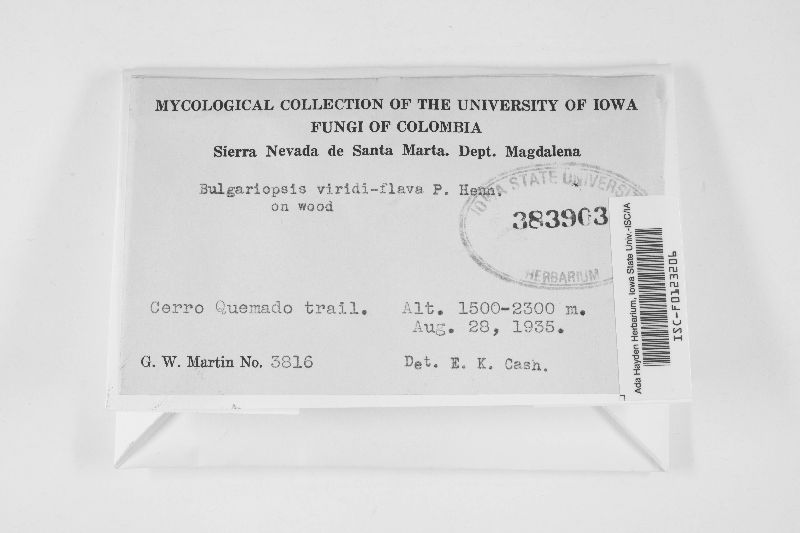 MYCOLOGICAL COLLECTION OF THE UNIVERSITY OF IOWA
FUNGI OF COLOMBIA
Sierra Nevada de Santa Marta. Dept. Magdalena
Bulgariopsis viridi-flava P. Henn.
on wood
IOWA STATE UNIVERSITY
383903
HERBARIUM
Cerro Quemado trail. Alt. 1500-2300 m.
Aug. 28, 1935.
G. W. Martin No. 3816 Det. E. K. Cash.
Ada Hayden Herbarium, Iowa State Univ.-ISC/IA
ISC-F0123206